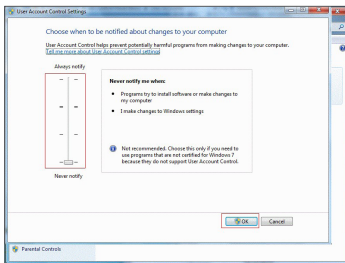 User Account Control Settings
Choose when to be notified about changes to your computer
User Account Control helps prevent potentially harmful programs from making changes to your computer.
Tell me more about User Account Control settings
Always notify
Never notify me when:
Programs try to install software or make changes to
my computer
I make changes to Windows settings
Not recommended. Choose this only if you need to
use programs that are not certified for Windows 7
because they do not support User Account Control.
Never notify
OK
Cancel
Parental Controls